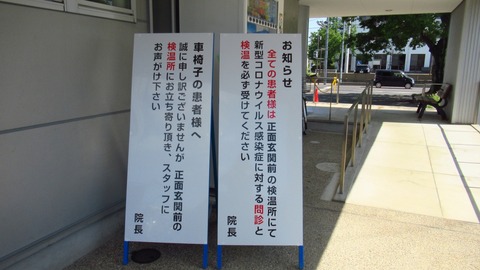 お知らせ
全ての患者様は正面玄関前の検温所にて
新型コロナウイルス感染症に対する問診と
検温を必ず受けてください
院長
車椅子の患者様へ
誠に申し訳ございませんが正面玄関前の
検温所にお立ち寄り頂き、スタッフに
お声がけ下さい
院長